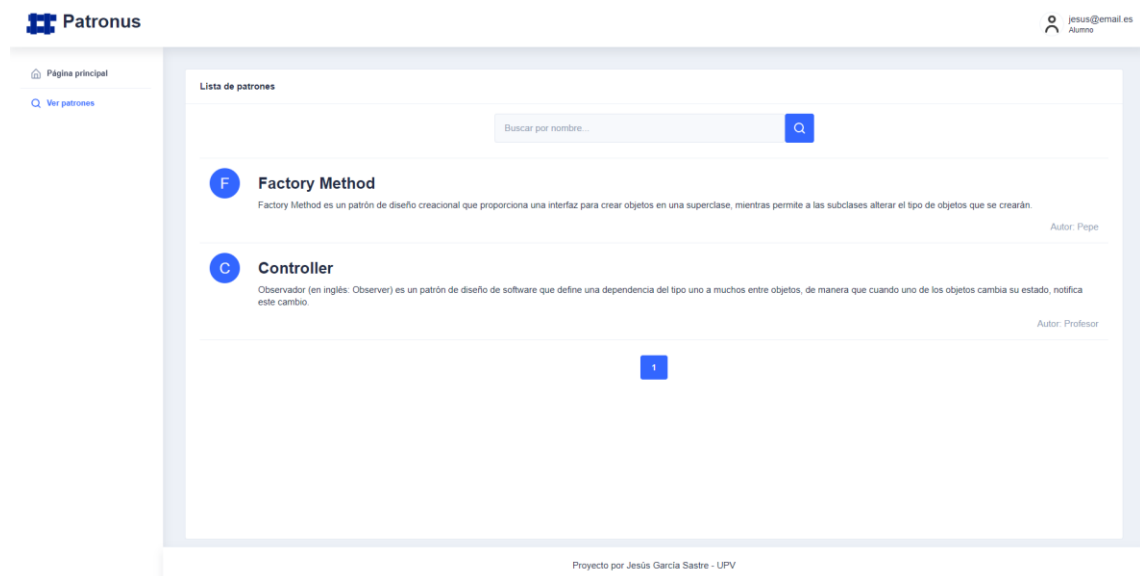 Patronus
jesus@email.es
Alumno
Página principal
Ver patrones
Lista de patrones
Buscar por nombre...
F
Factory Method
Factory Method es un patrón de diseño creacional que proporciona una interfaz para crear objetos en una superclase, mientras permite a las subclases alterar el tipo de objetos que se crearán.
Autor: Pepe
C
Controller
Observador (en inglés: Observer) es un patrón de diseño de software que define una dependencia del tipo uno a muchos entre objetos, de manera que cuando uno de los objetos cambia su estado, notifica
este cambio.
Autor: Profesor
1
Proyecto por Jesús García Sastre - UPV